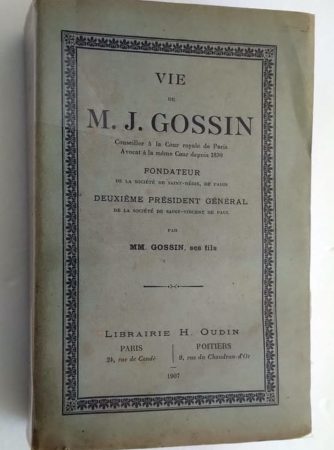 VIE
DE
M. J. GOSSIN
Conseiller à la Cour royale de Paris
Avocat à la même Cour depuis 1830
FONDATEUR
DE LA SOCIÉTÉ DE SAINT-RÉGIS, DE PARIS
DEUXIÈME PRÉSIDENT GÉNÉRAL
DE LA SOCIÉTÉ DE SAINT-VINCENT DE PAUL
PAR
MM. GOSSIN, ses fils
LIBRAIRIE H. OUDIN
PARIS
24, rue de Condé
POITIERS
9, rue du Chaudron-d'Or
1907